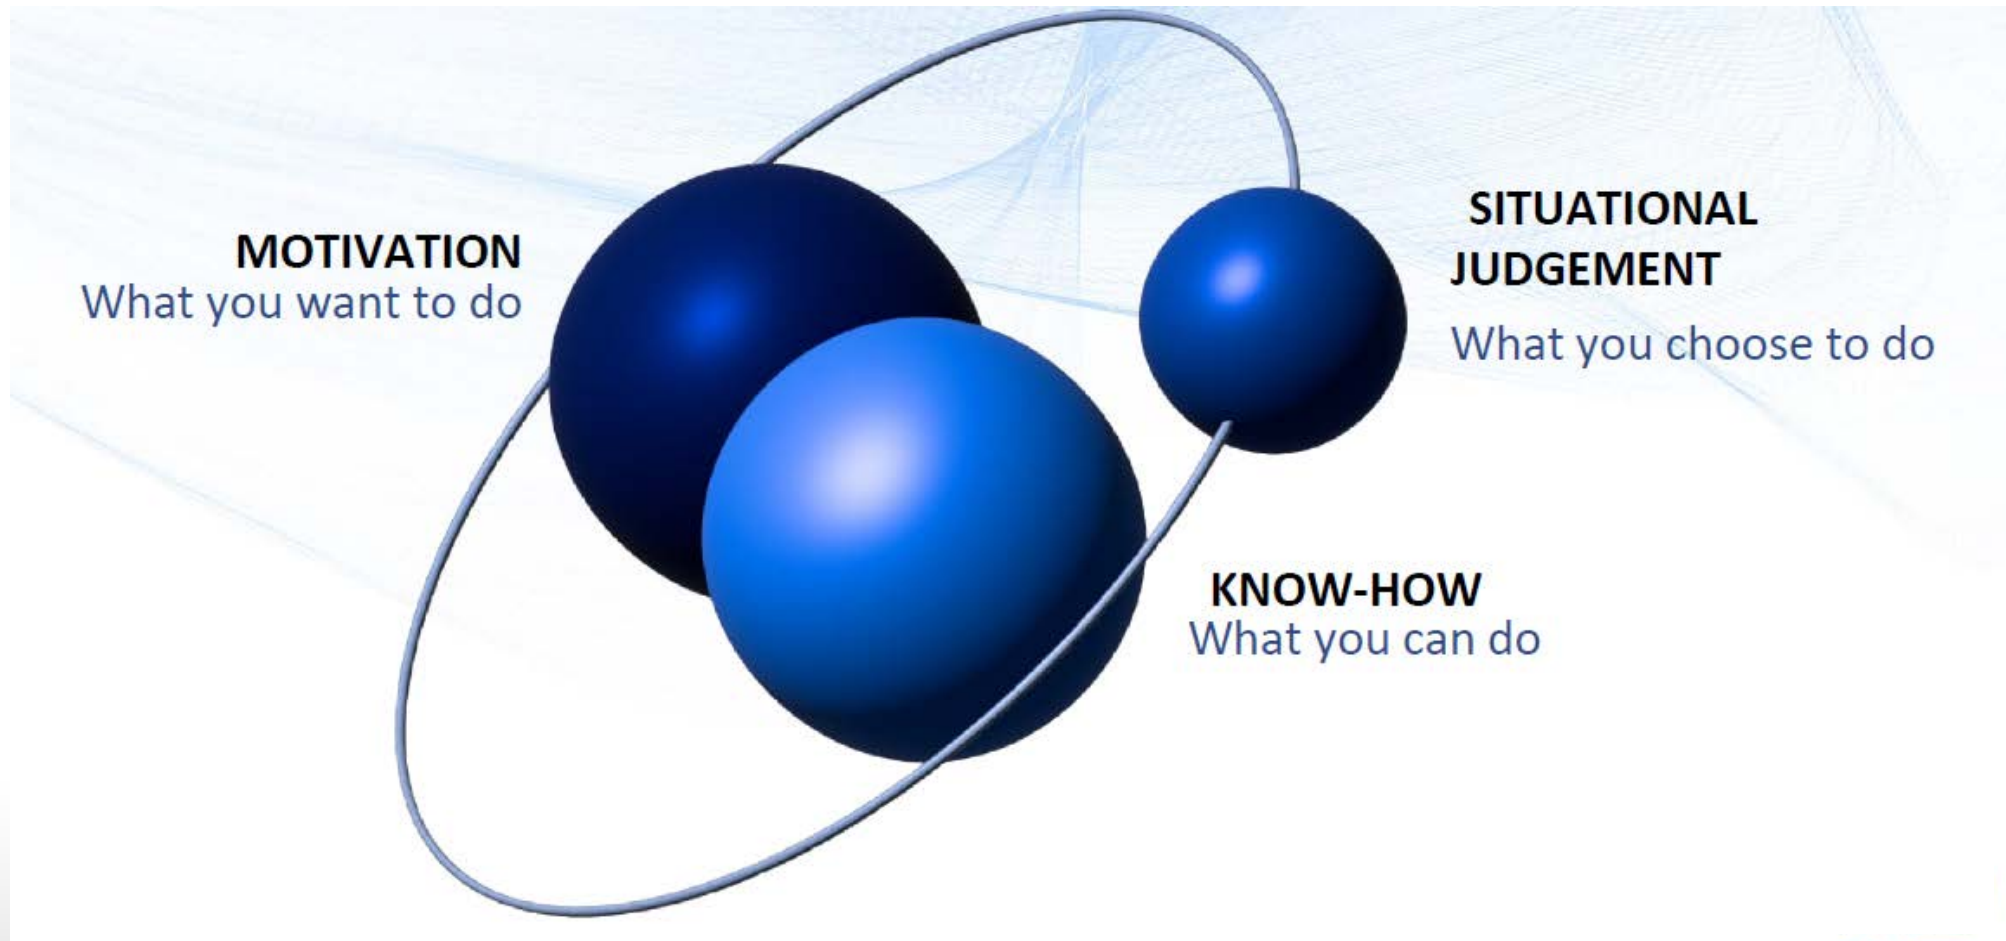 MOTIVATION
What you want to do
SITUATIONAL
JUDGEMENT
What you choose to do
KNOW-HOW
What you can do